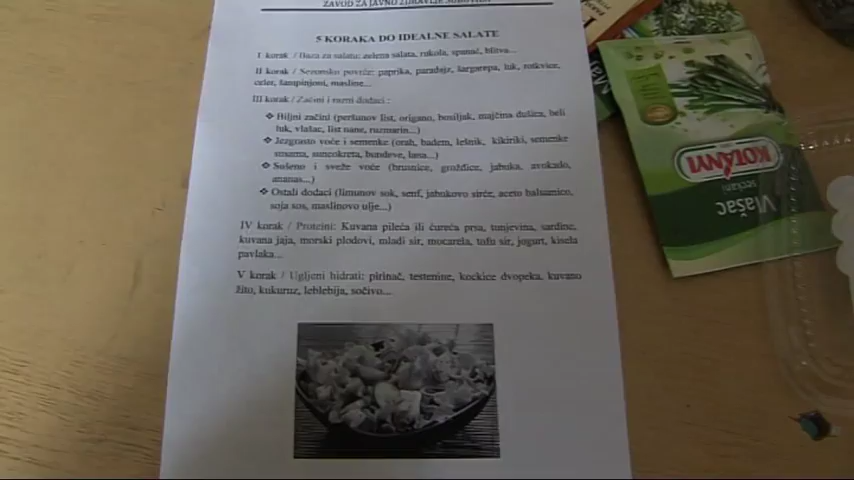 ZAVOD ZA JAVNO ZDRAVLJE SUBOTICA
5 KORAKA DO IDEALNE SALATE
I korak / Baza za salatu: zelena salata, rukola, spanać, blitva...
II korak / Sezonsko povrće: paprika, paradajz, šargarepa, luk, rotkvice,
celer, šampinjoni, masline...
III korak / Začini i razni dodaci :
❖ Biljni začini (peršunov list, origano, bosiljak, majčina dušica, beli
luk, vlašac, list nane, ruzmarin...)
❖ Jezgrasto voće i semenke (orah, badem, lešnik, kikiriki, semenke
susama, suncokreta, bundeve, lana...)
❖ Sušeno i sveže voće (brusnice, grožđice, jabuka, avokado,
ananas...)
❖ Ostali dodaci (limunov sok, senf, jabukovo sirće, aceto balsamico,
soja sos, maslinovo ulje...)
IV korak / Proteini: Kuvana pileća ili ćureća prsa, tunjevina, sardine,
kuvana jaja, morski plodovi, mladi sir, mocarela, tofu sir, jogurt, kisela
pavlaka...
V korak / Ugljeni hidrati: pirinač, testenine, kockice dvopeka, kuvano
žito, kukuruz, leblebija, sočivo...
KOTÁNYI
Vlašac
seckani